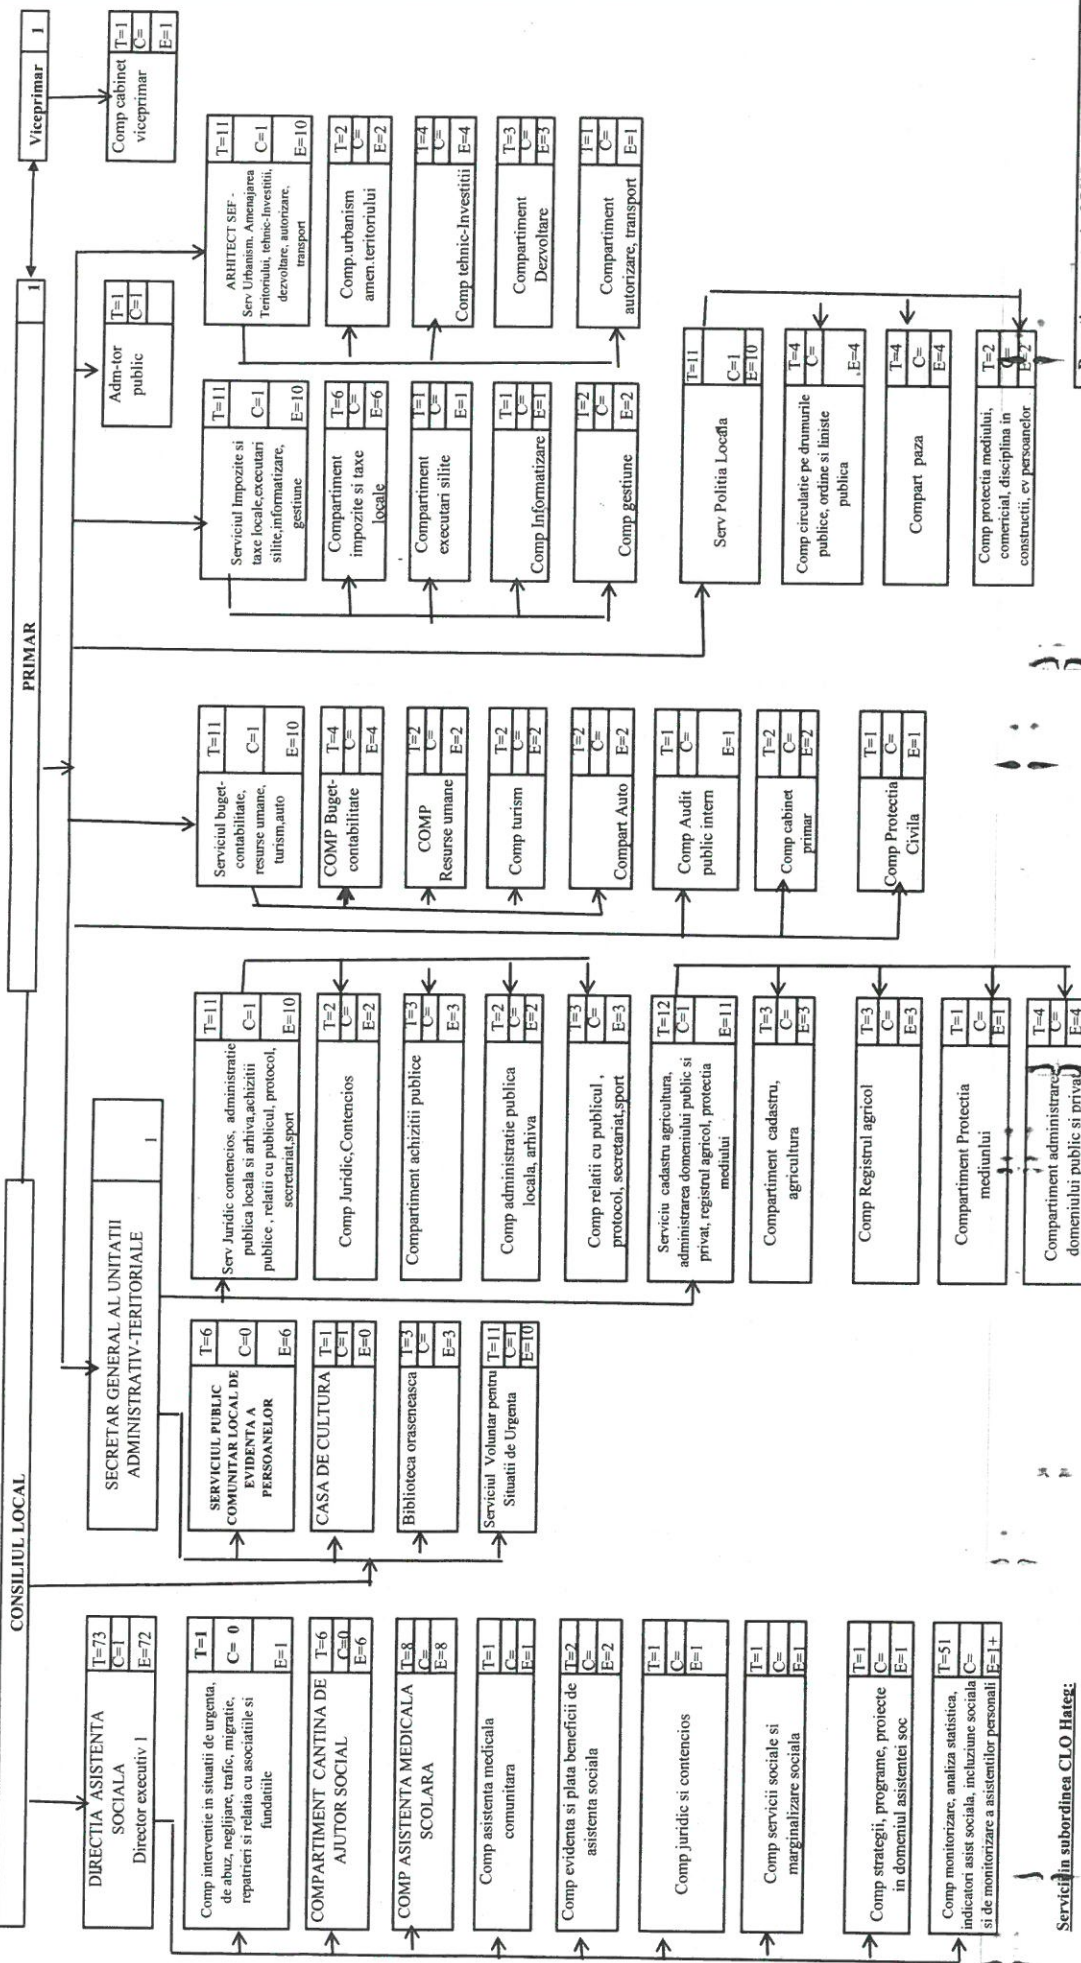 CONSILIUL LOCAL
PRIMAR
1
Viceprimar
1
Comp cabinet
viceprimar
T=1
C=
E=1
Adm-tor
public
T=1
C=1
SECRETAR GENERAL AL UNITATII
ADMINISTRATIV-TERITORIALE
1
DIRECTIA ASISTENTA
SOCIALA
Director executiv 1
T=73
C=1
E=72
Comp interventie in situatii de urgenta,
de abuz, neglijare, trafic, migratie,
repatrieri si relatia cu asociatiile si
fundatiile
T=1
C= 0
E=1
COMPARTIMENT CANTINA DE
AJUTOR SOCIAL
T=6
C=0
E=6
COMP ASISTENTA MEDICALA
SCOLARA
T=8
C=
E=8
Comp asistenta medicala
comunitara
T=1
C=
E=1
Comp evidenta si plata beneficii de
asistenta sociala
T=2
C=
E=2
Comp juridic si contencios
T=1
C=
E=1
Comp servicii sociale si
marginalizare sociala
T=1
C=
E=1
Comp strategii, programe, proiecte
in domeniul asistentei soc
T=1
C=
E=1
Comp monitorizare, analiza statistica,
indicatori asist sociala, incluziune sociala
si de monitorizare a asistentilor personali
T=51
C=
E=1+
SERVICIUL PUBLIC
COMUNITAR LOCAL DE
EVIDENTA A
PERSOANELOR
T=6
C=0
E=6
CASA DE CULTURA
T=1
C=1
E=0
Biblioteca oraseneasca
T=3
C=
E=3
Serviciul Voluntar pentru
Situatii de Urgenta
T=11
C=1
E=10
Serv Juridic contencios, administratie
publica locala si arhiva,achizitii
publice , relatii cu publicul, protocol,
secretariat,sport
T=11
C=1
E=10
Comp Juridic,Contencios
T=2
C=
E=2
Compartiment achizitii publice
T=3
C=
E=3
Comp administratie publica
locala, arhiva
T=2
C=
E=2
Comp relatii cu publicul ,
protocol, secretariat,sport
T=3
C=
E=3
Serviciu cadastru agricultura,
administrarea domeniului public si
privat, registrul agricol, protectia
mediului
T=12
C=1
E=11
Compartiment cadastru,
agricultura
T=3
C=
E=3
Comp Registrul agricol
T=3
C=
E=3
Compartiment Protectia
mediunlui
T=1
C=
E=1
Compartiment administrare
domeniului public si privat
T=4
C=
E=4
Serviciul buget-
contabilitate,
resurse umane,
turism,auto
T=11
C=1
E=10
COMP Buget-
contabilitate
T=4
C=
E=4
COMP
Resurse umane
T=2
C=
E=2
Comp turism
T=2
C=
E=2
Compart Auto
T=2
C=
E=2
Comp Audit
public intern
T=1
C=
E=1
Comp cabinet
primar
T=2
C=
E=2
Comp Protectia
Civila
T=1
C=
E=1
Serviciul Impozite si
taxe locale,executari
silite,informatizare,
gestiune
T=11
C=1
E=10
Compartiment
impozite si taxe
locale
T=6
C=
E=6
Compartiment
executari silite
T=1
C=
E=1
Comp Informatizare
T=1
C=
E=1
Comp gestiune
T=2
C=
E=2
ARHITECT SEF -
Serv Urbanism. Amenajarea
Teritoriului, tehnic-Investitii,
dezvoltare, autorizare,
transport
T=11
C=1
E=10
Comp.urbanism
amen.teritoriului
T=2
C=
E=2
Comp tehnic-Investitii
T=4
C=
E=4
Compartiment
Dezvoltare
T=3
C=
E=3
Compartiment
autorizare, transport
T=1
C=
E=1
Serv Politia Locala
T=11
C=1
E=10
Comp circulatie pe drumurile
publice, ordine si liniste
publica
T=4
C=
E=4
Compart paza
T=4
C=
E=4
Comp protectia mediului,
comericial, disciplina in
constructii, ev persoanelor
T=2
C=
E=2
Servicii in subordinea CLO Hateg: